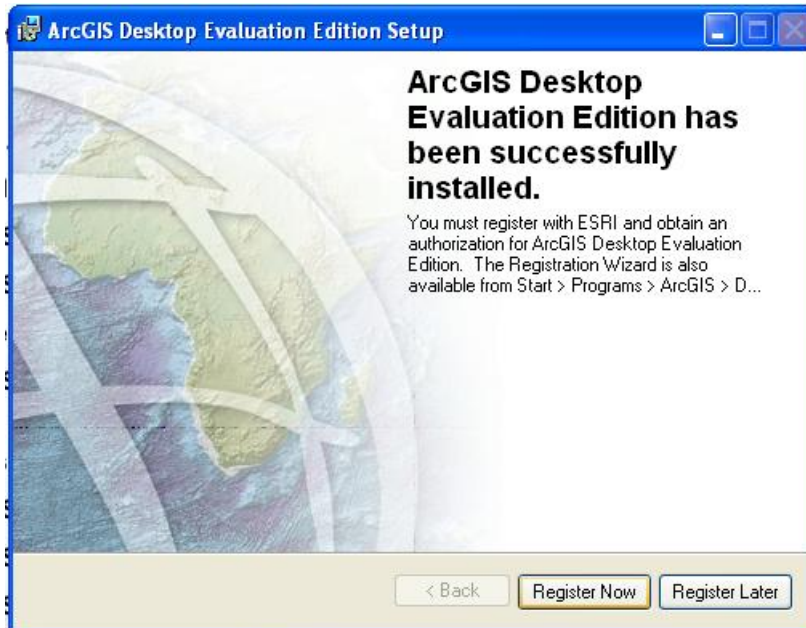 ArcGIS Desktop Evaluation Edition Setup
ArcGIS Desktop
Evaluation Edition has
been successfully
installed.
You must register with ESRI and obtain an
authorization for ArcGIS Desktop Evaluation
Edition.  The Registration Wizard is also
available from Start > Programs > ArcGIS > D...
< Back
Register Now
Register Later